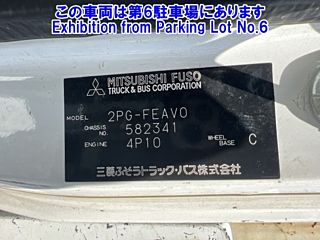 この車両は第6駐車場にあります
Exhibition from Parking Lot No.6
MITSUBISHI FUSO
TRUCK & BUS CORPORATION
MODEL 2PG-FEAV0
CHASSIS NO. 582341
ENGINE 4P10 WHEEL BASE C
三菱ふそうトラック・バス株式会社